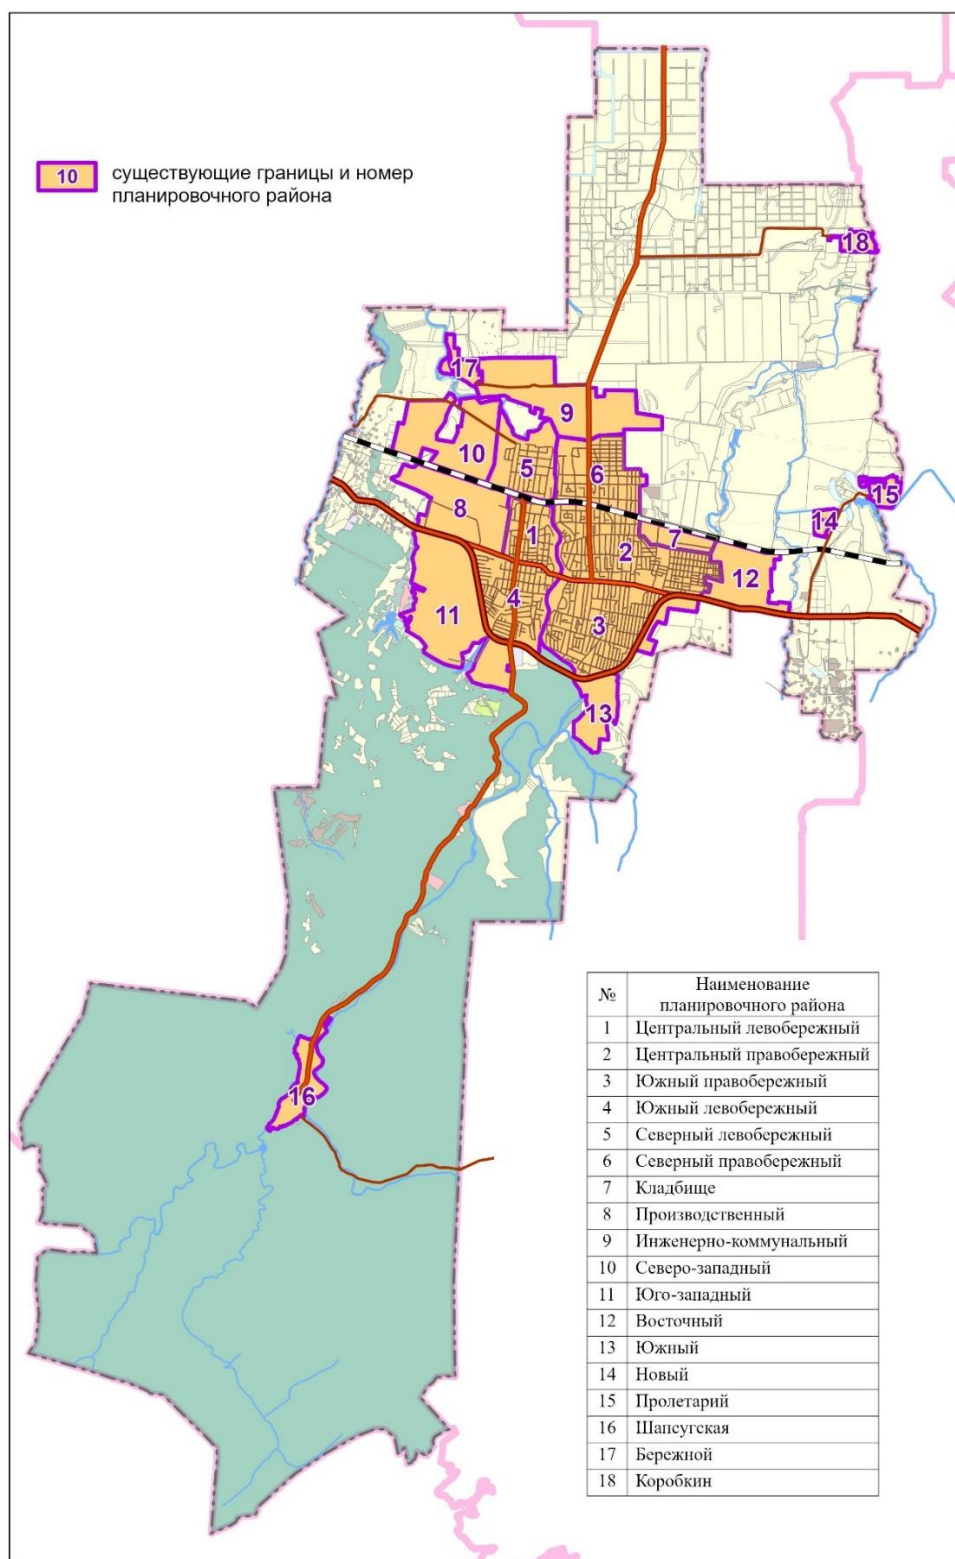 10
существующие границы и номер
планировочного района
18
17
9
10
5
6
15
8
14
1
2
7
12
4
11
3
13
16
№ Наименование
планировочного района
1 Центральный левобережный
2 Центральный правобережный
3 Южный правобережный
4 Южный левобережный
5 Северный левобережный
6 Северный правобережный
7 Кладбище
8 Производственный
9 Инженерно-коммунальный
10 Северо-западный
11 Юго-западный
12 Восточный
13 Южный
14 Новый
15 Пролетарий
16 Шапсугская
17 Бережной
18 Коробкин